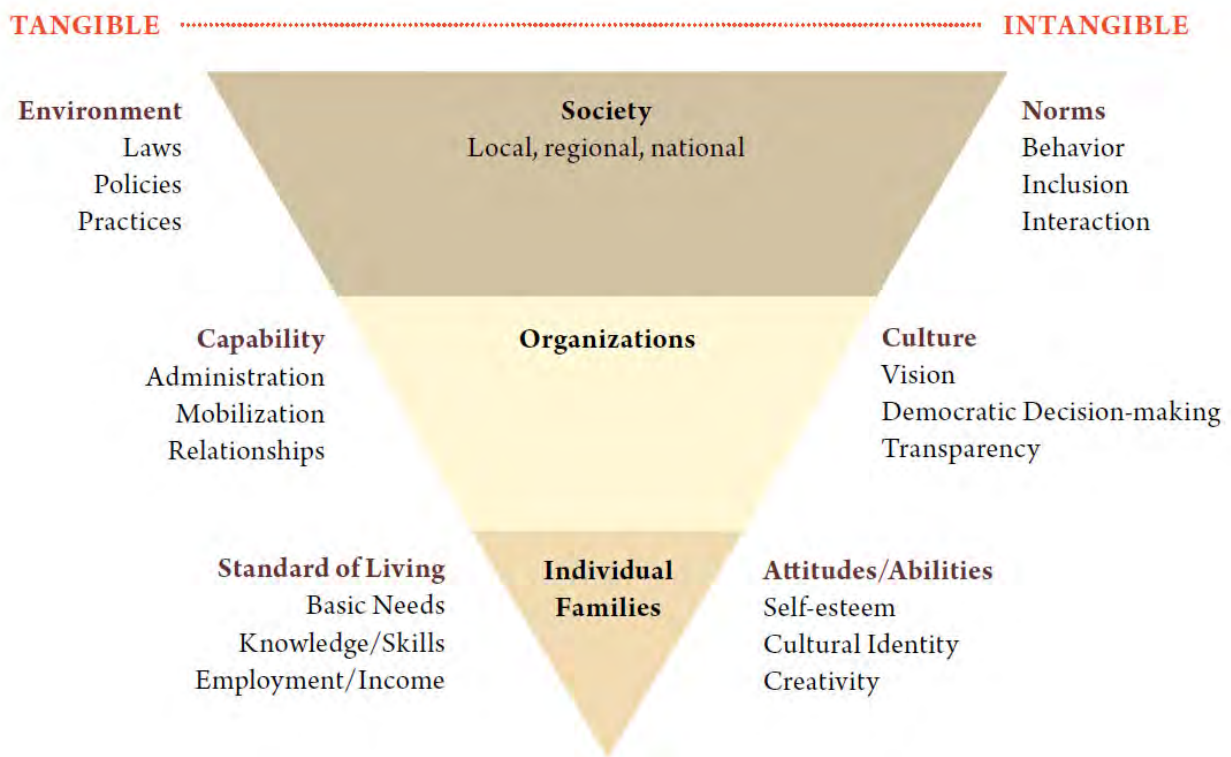 TANGIBLE INTANGIBLE
Environment
Laws
Policies
Practices
Society
Local, regional, national
Norms
Behavior
Inclusion
Interaction
Capability
Administration
Mobilization
Relationships
Organizations
Culture
Vision
Democratic Decision-making
Transparency
Standard of Living
Basic Needs
Knowledge/Skills
Employment/Income
Individual
Families
Attitudes/Abilities
Self-esteem
Cultural Identity
Creativity